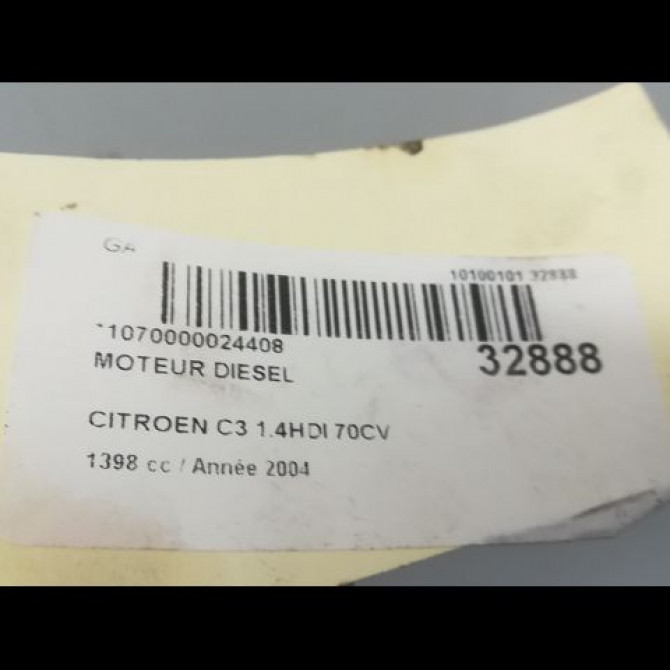 GA
10100101 32888
*1070000024408
32888
MOTEUR DIESEL
CITROEN C3 1.4HDI 70CV
1398 cc / Année 2004